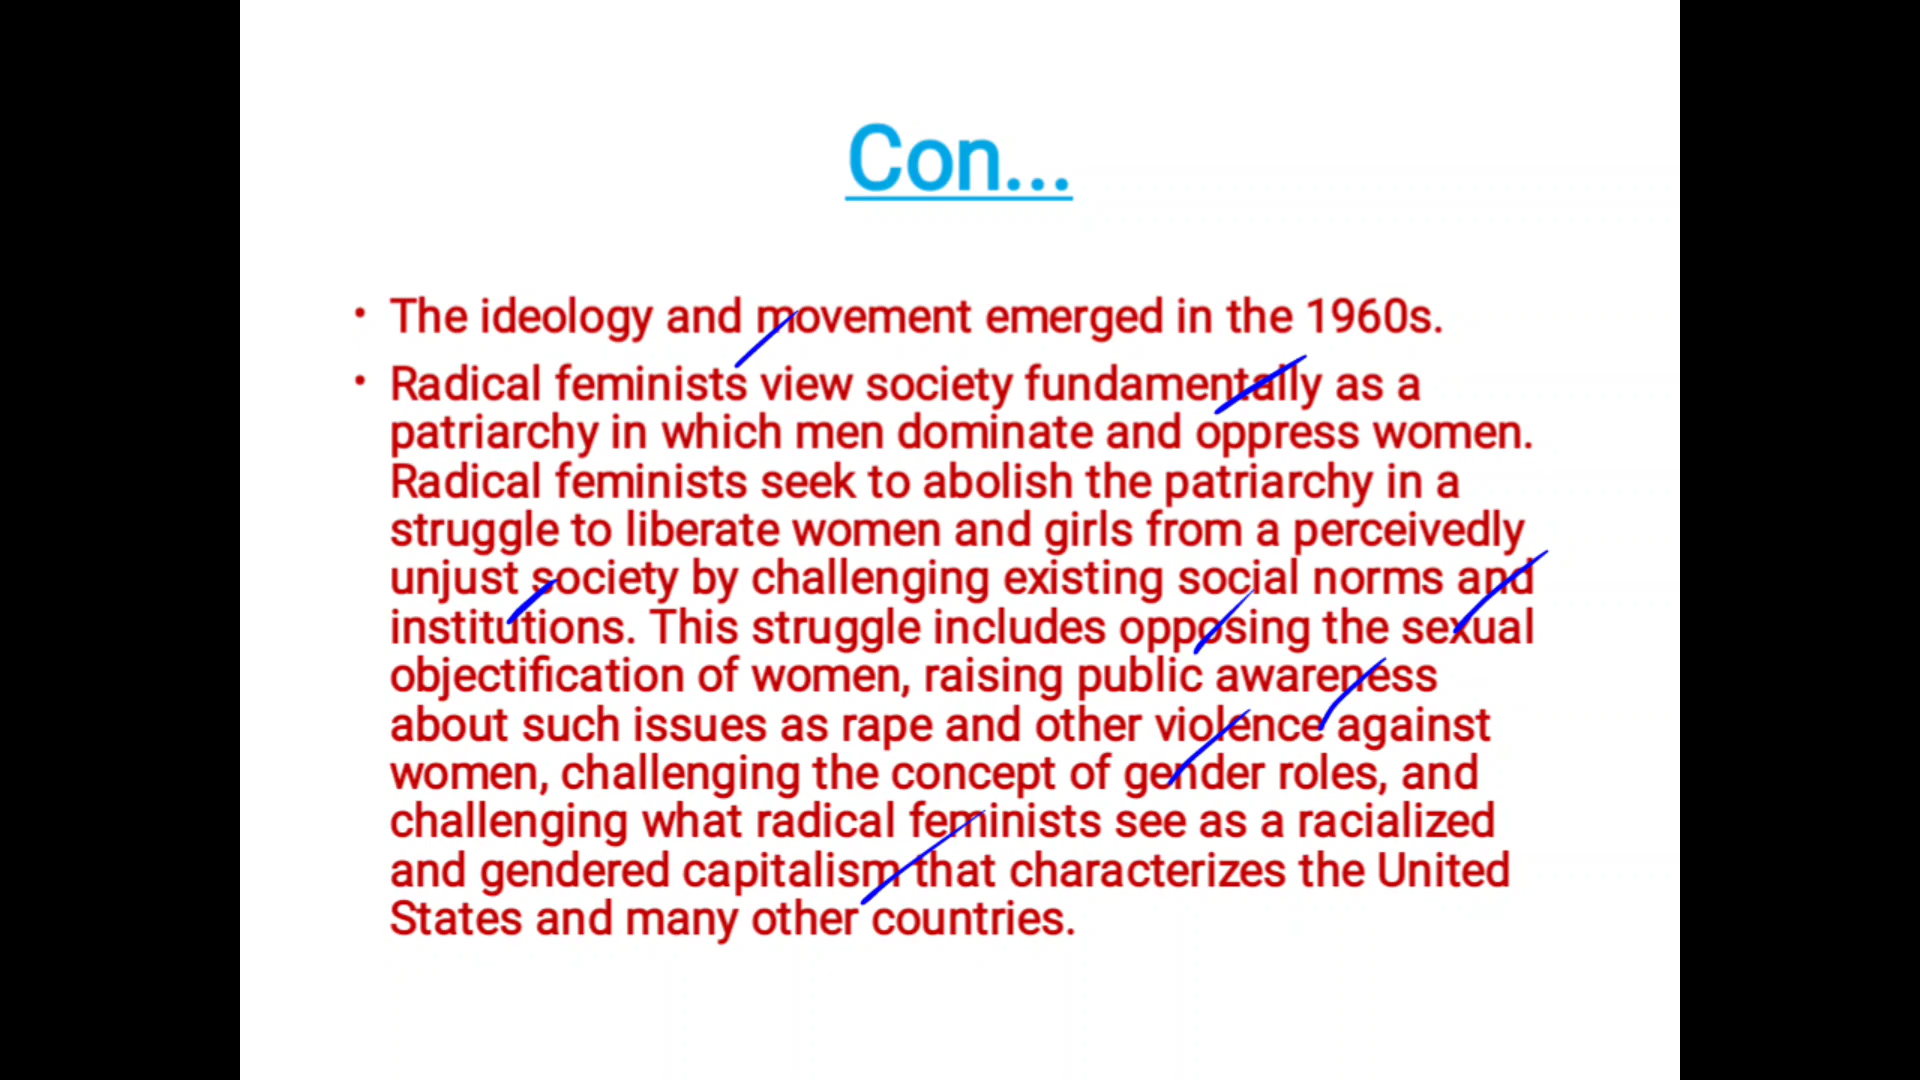 Con...
• The ideology and movement emerged in the 1960s.
• Radical feminists view society fundamentally as a
patriarchy in which men dominate and oppress women.
Radical feminists seek to abolish the patriarchy in a
struggle to liberate women and girls from a perceivedly
unjust society by challenging existing social norms and
institutions. This struggle includes opposing the sexual
objectification of women, raising public awareness
about such issues as rape and other violence against
women, challenging the concept of gender roles, and
challenging what radical feminists see as a racialized
and gendered capitalism that characterizes the United
States and many other countries.